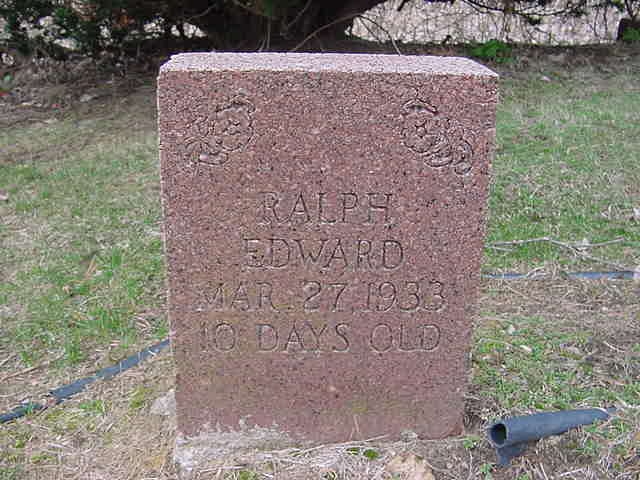 RALPH
EDWARD
MAR. 27, 1933
10 DAYS OLD